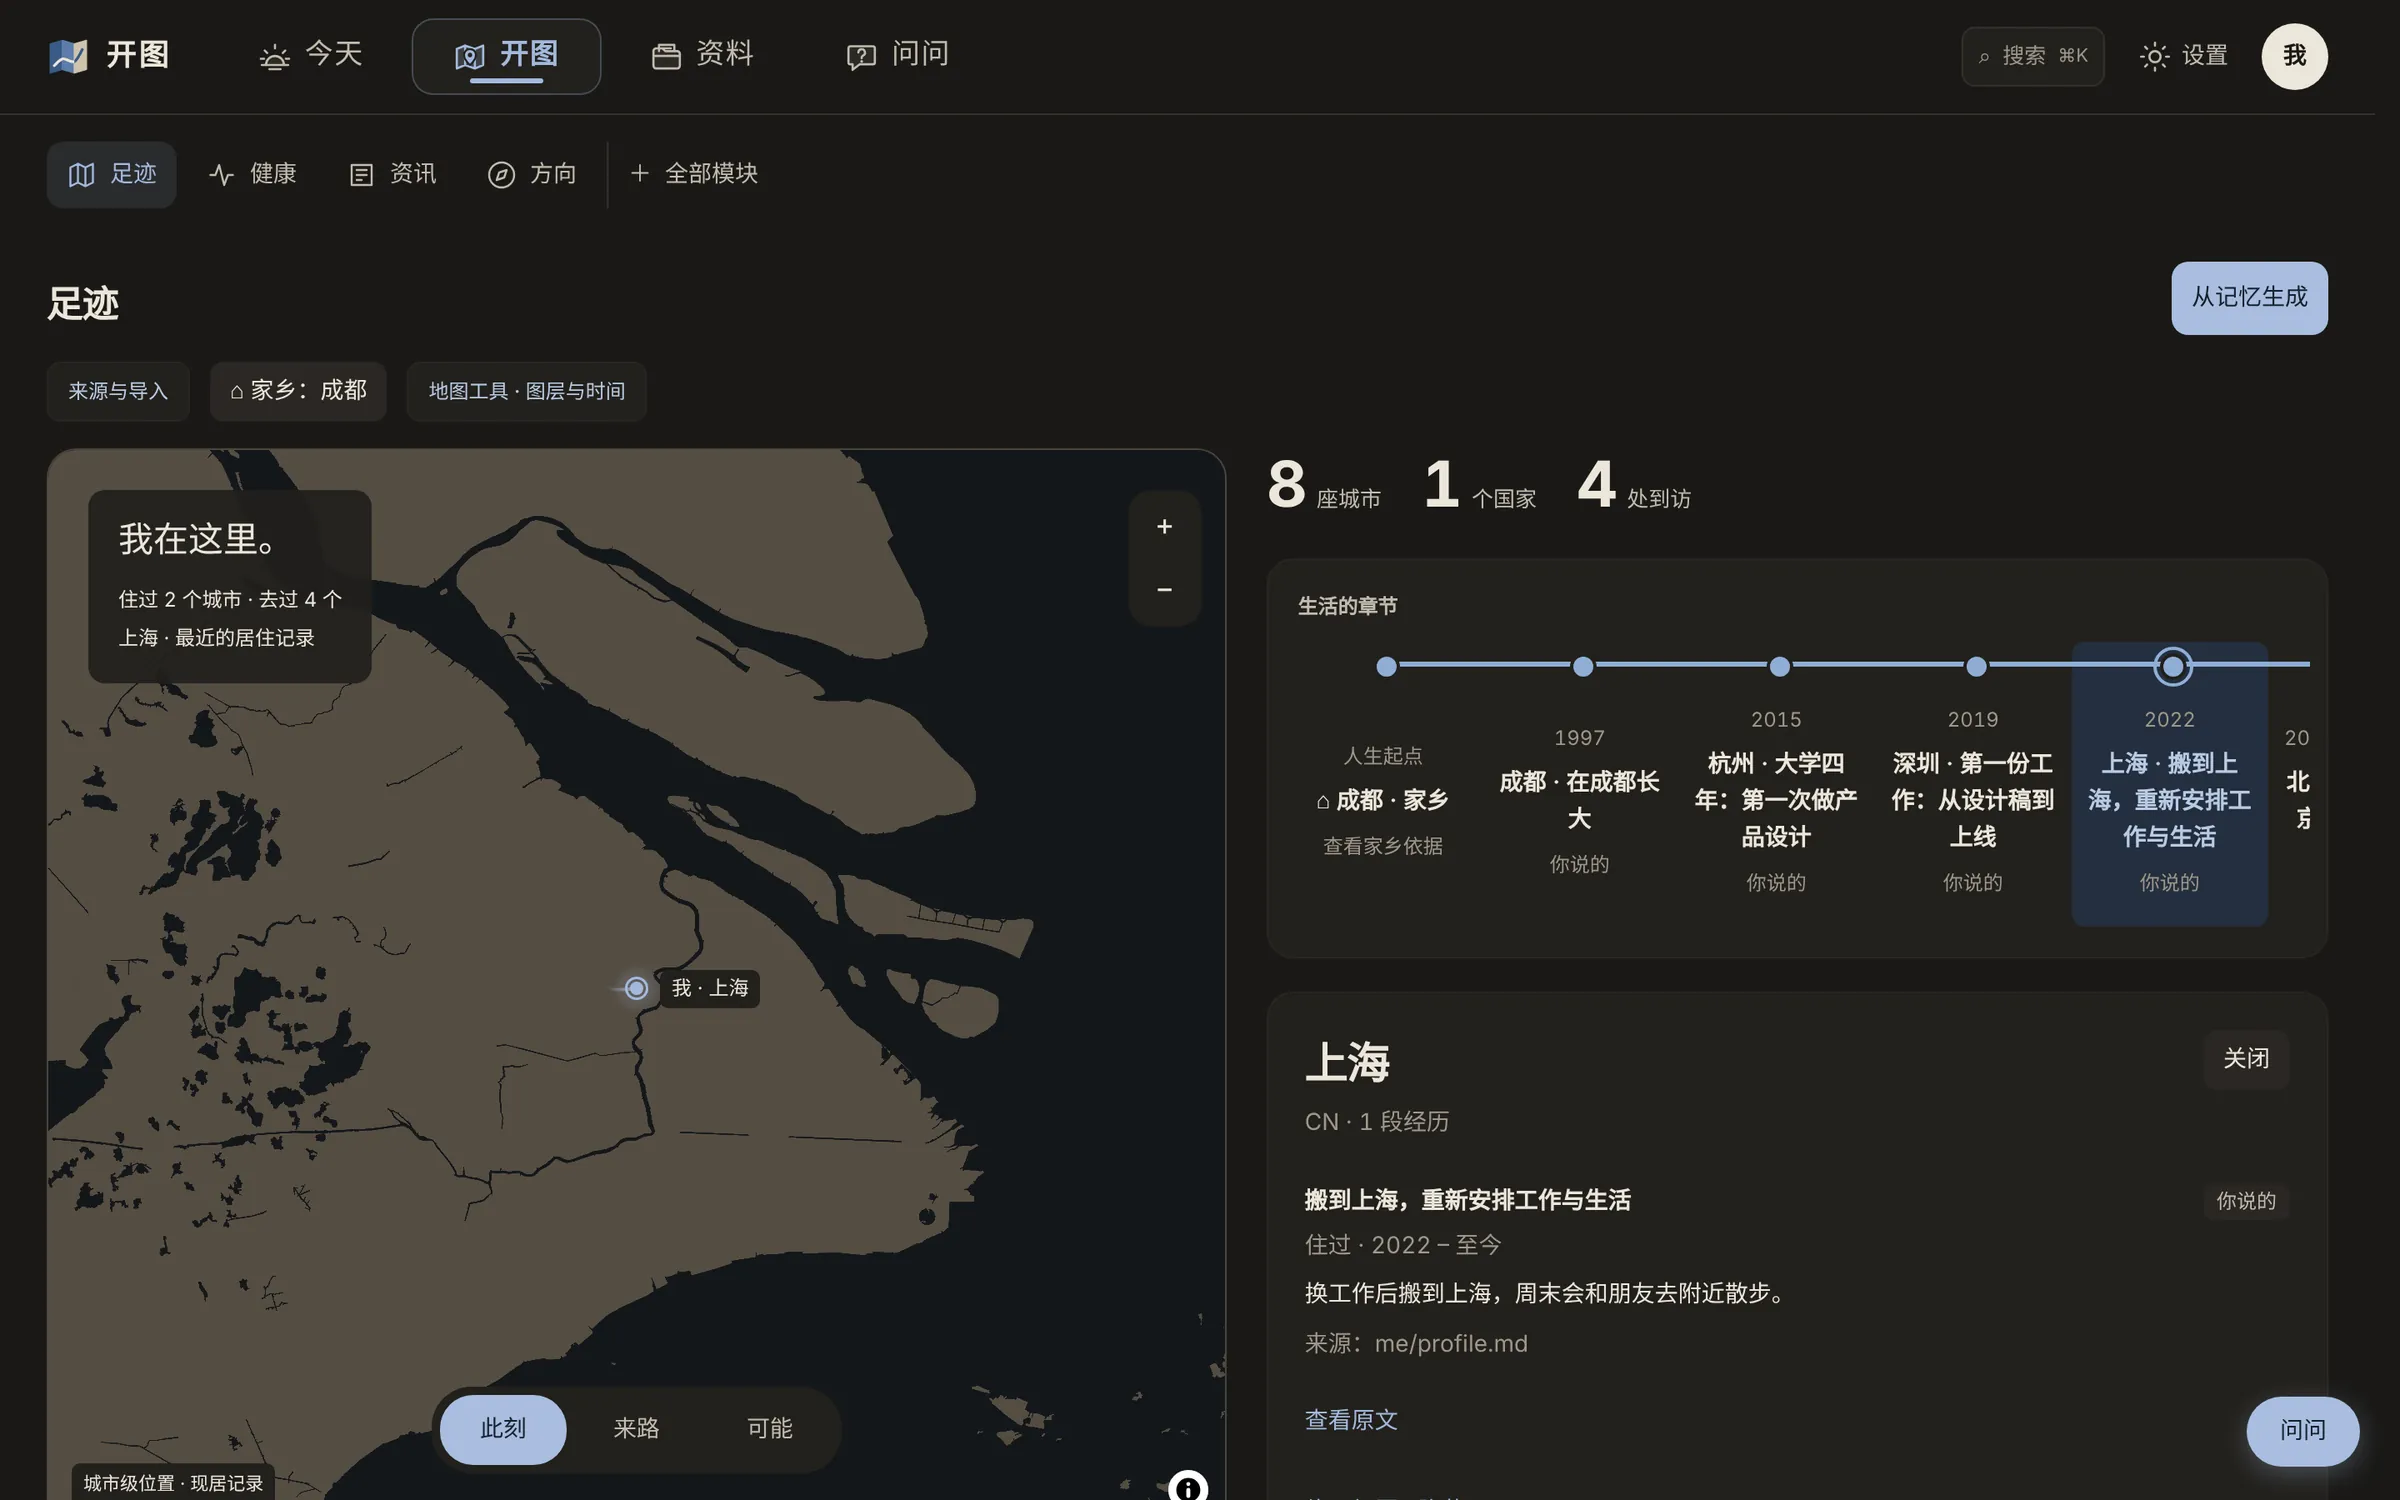 开图
今天
开图
资料
问问
搜索 ⌘K
设置
我
足迹
健康
资讯
方向
+ 全部模块
足迹
从记忆生成
来源与导入
⌂ 家乡：成都
地图工具 · 图层与时间
我在这里。
住过 2 个城市 · 去过 4 个
上海 · 最近的居住记录
+
−
我 · 上海
此刻
来路
可能
城市级位置 · 现居记录
8 座城市
1 个国家
4 处到访
生活的章节
人生起点
⌂ 成都 · 家乡
查看家乡依据
1997
成都 · 在成都长
大
你说的
2015
杭州 · 大学四
年：第一次做产
品设计
你说的
2019
深圳 · 第一份工
作：从设计稿到
上线
你说的
2022
上海 · 搬到上
海，重新安排工
作与生活
你说的
20
北
京
上海
关闭
CN · 1 段经历
搬到上海，重新安排工作与生活
你说的
住过 · 2022 – 至今
换工作后搬到上海，周末会和朋友去附近散步。
来源：me/profile.md
查看原文
问问